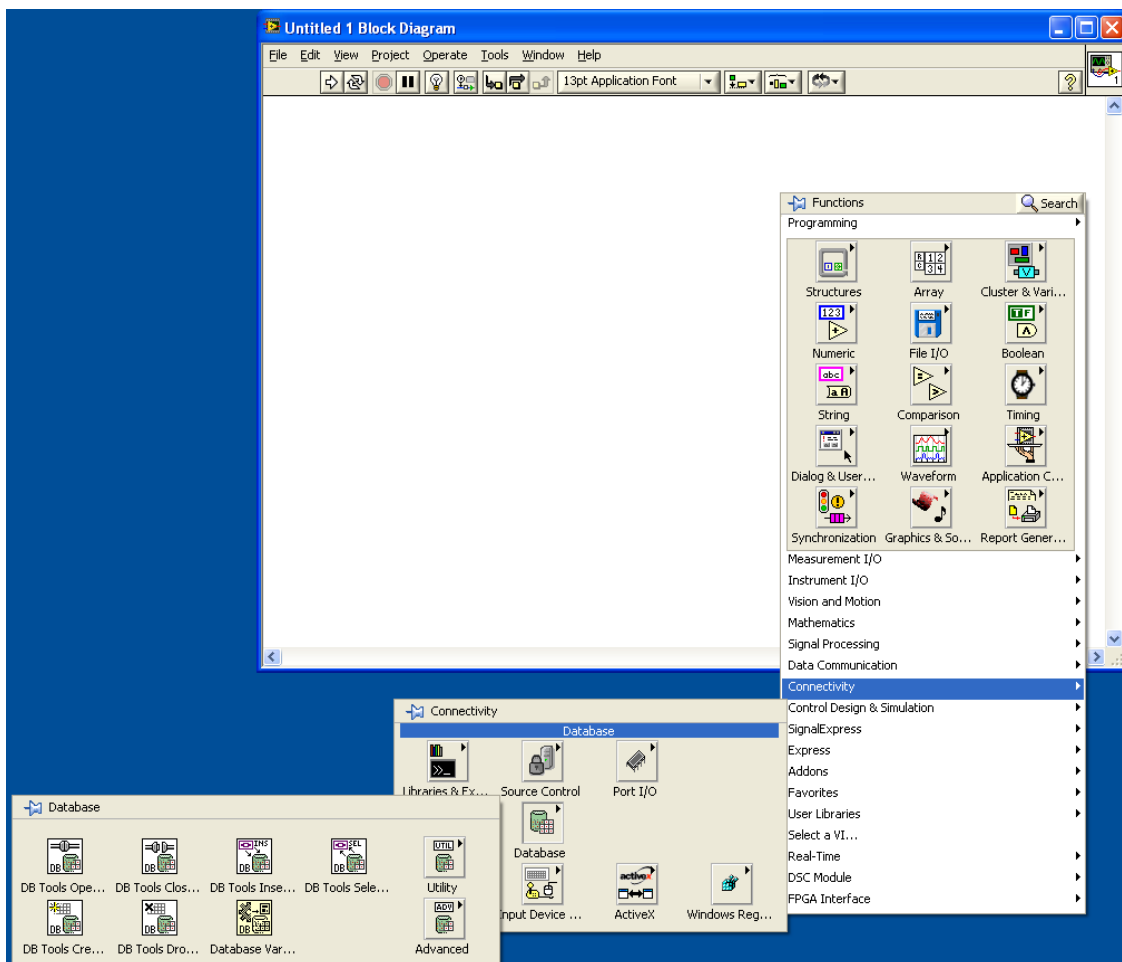 Untitled 1 Block Diagram
File Edit View Project Operate Tools Window Help
13pt Application Font
?
1
Functions Search
Programming
Structures Array Cluster & Vari...
Numeric File I/O Boolean
String Comparison Timing
Dialog & User... Waveform Application C...
Synchronization Graphics & So... Report Gener...
Measurement I/O
Instrument I/O
Vision and Motion
Mathematics
Signal Processing
Data Communication
Connectivity
Control Design & Simulation
SignalExpress
Express
Addons
Favorites
User Libraries
Select a VI...
Real-Time
DSC Module
FPGA Interface
Connectivity
Database
Libraries & Ex... Source Control Port I/O
Database
Input Device ... ActiveX Windows Reg...
Database
DB Tools Ope... DB Tools Clos... DB Tools Inse... DB Tools Sele... Utility
DB Tools Cre... DB Tools Dro... Database Var... Advanced